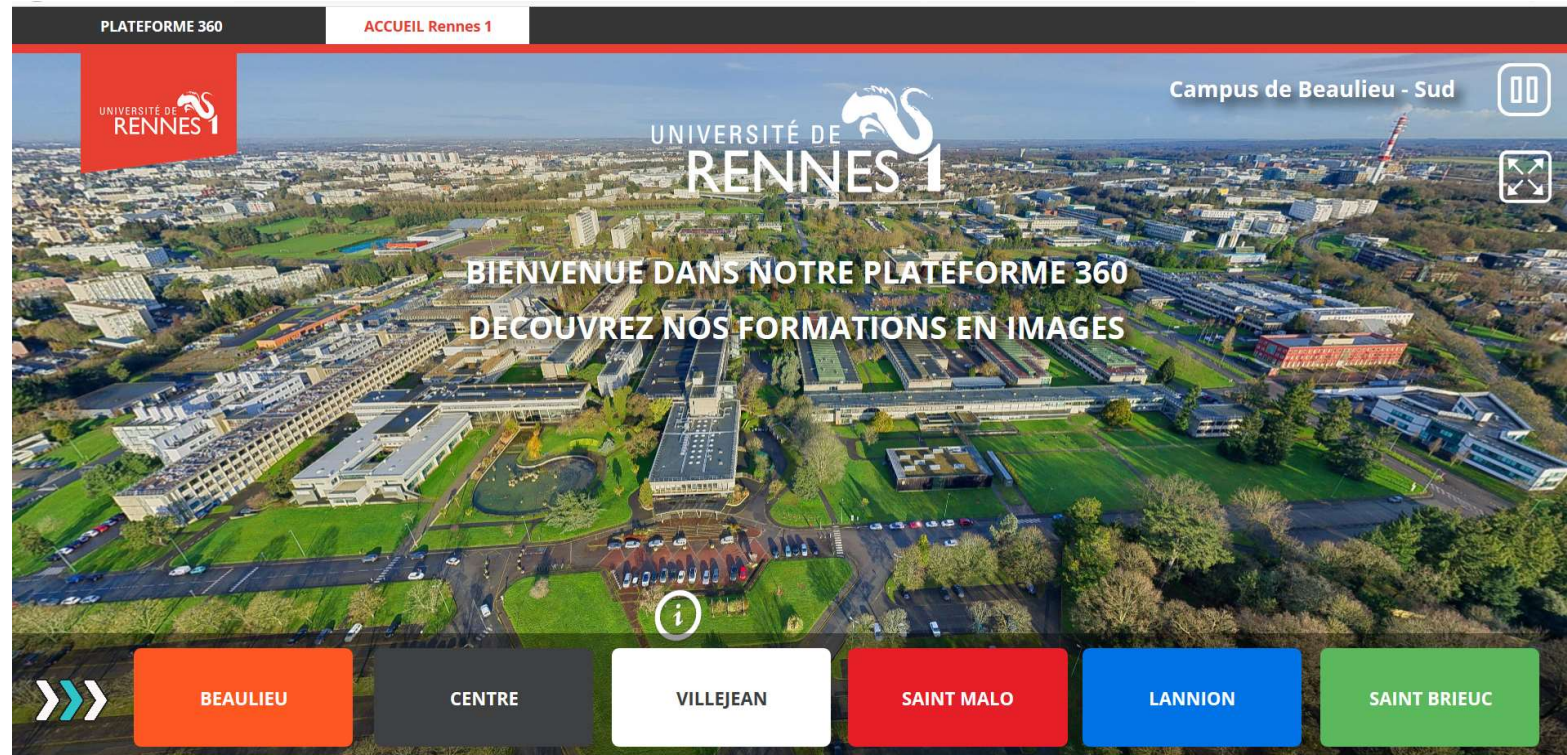 PLATEFORME 360
ACCUEIL Rennes 1
UNIVERSITÉ DE
RENNES 1
Campus de Beaulieu - Sud
UNIVERSITÉ DE
RENNES 1
BIENVENUE DANS NOTRE PLATEFORME 360
DECOUVREZ NOS FORMATIONS EN IMAGES
i
BEAULIEU
CENTRE
VILLEJEAN
SAINT MALO
LANNION
SAINT BRIEUC